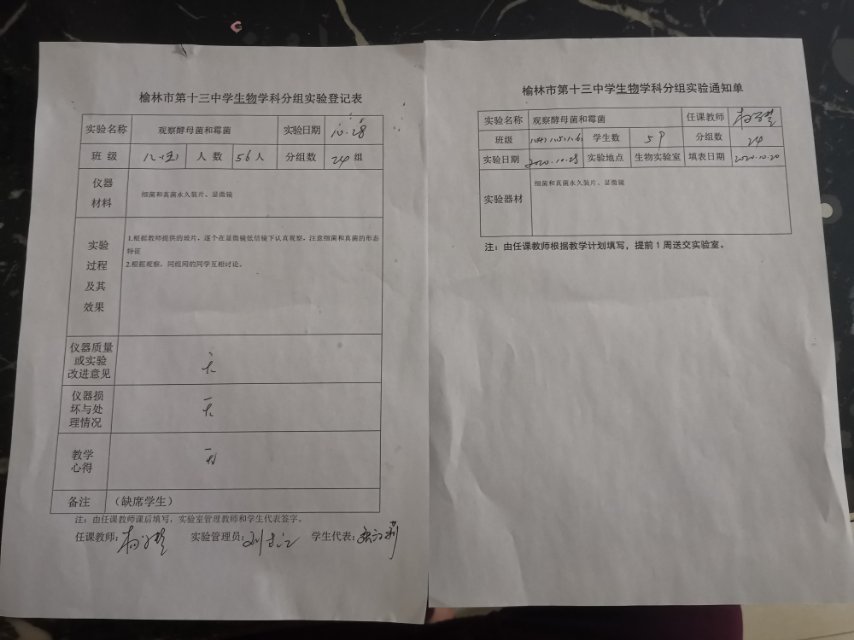 榆林市第十三中学生物学科分组实验登记表
实验名称 观察酵母菌和霉菌 实验日期 10.28
班 级 人 数 56人 分组数 24组
仪器
材料
细菌和真菌永久装片、显微镜
实验
过程
及其
效果
1.根据教师提供的装片，逐个在显微镜低倍镜下认真观察，注意细菌和真菌的形态
特征
2.根据观察，同组间的同学互相讨论。
仪器质量
或实验
改进意见
无
仪器损
坏与处
理情况
无
教学
心得
备注 （缺席学生）
注：由任课教师课后填写，实验室管理教师和学生代表签字。
任课教师： 实验管理员： 学生代表：
榆林市第十三中学生物学科分组实验通知单
实验名称 观察酵母菌和霉菌 任课教师
班级 学生数 59 分组数 24
实验日期 2020.10.28 实验地点 生物实验室 填表日期 2020.10.20
实验器材
细菌和真菌永久装片、显微镜
注：由任课教师根据教学计划填写，提前1周送交实验室。